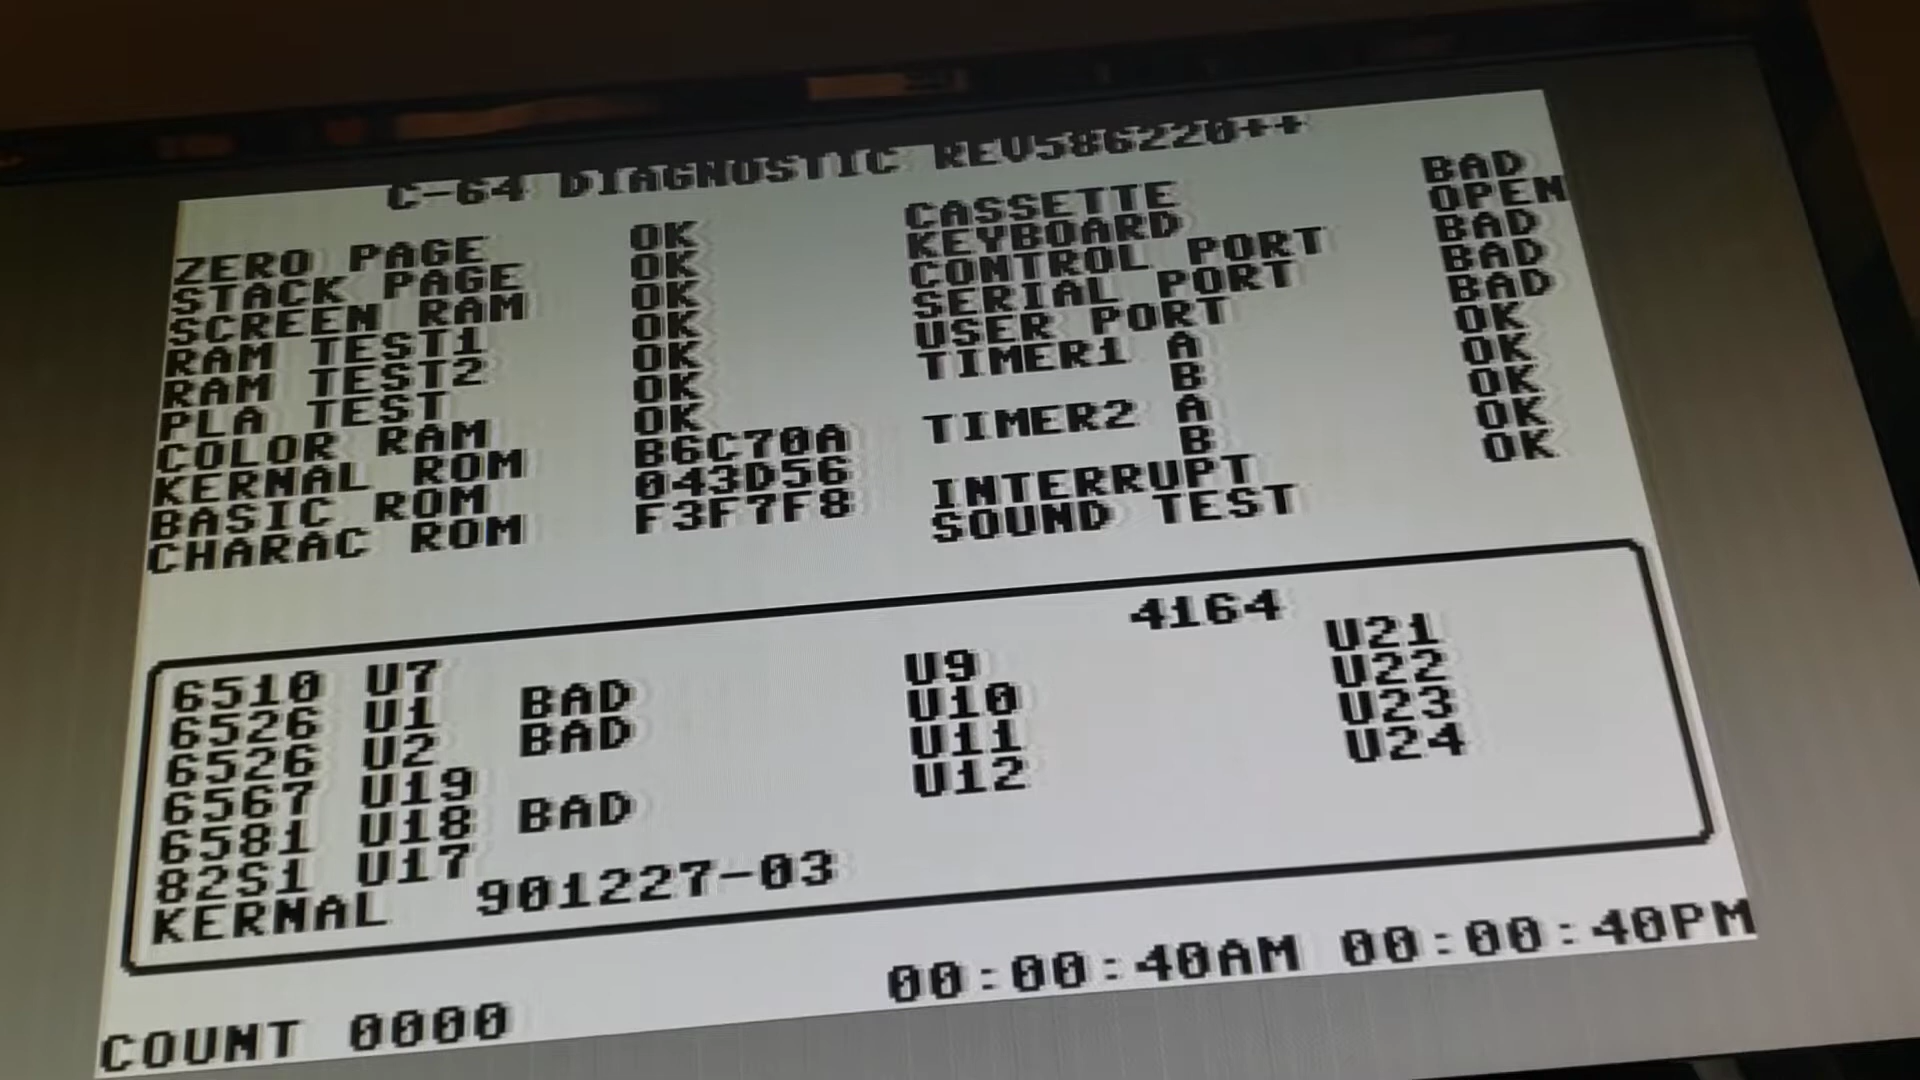 C-64 DIAGNOSTIC REV586220++
ZERO PAGE OK CASSETTE BAD
STACK PAGE OK KEYBOARD OPEN
SCREEN RAM OK CONTROL PORT BAD
RAM TEST1 OK SERIAL PORT BAD
RAM TEST2 OK USER PORT BAD
PLA TEST OK TIMER1 A OK
COLOR RAM OK B OK
KERNAL ROM B6C70A TIMER2 A OK
BASIC ROM 043D56 B OK
CHARAC ROM F3F7F8 INTERRUPT OK
SOUND TEST
6510 U7 4164
6526 U1 BAD U9 U21
6526 U2 BAD U10 U22
6567 U19 U11 U23
6581 U18 BAD U12 U24
82S1 U17
KERNAL 901227-03
COUNT 0000 00:00:40AM 00:00:40PM